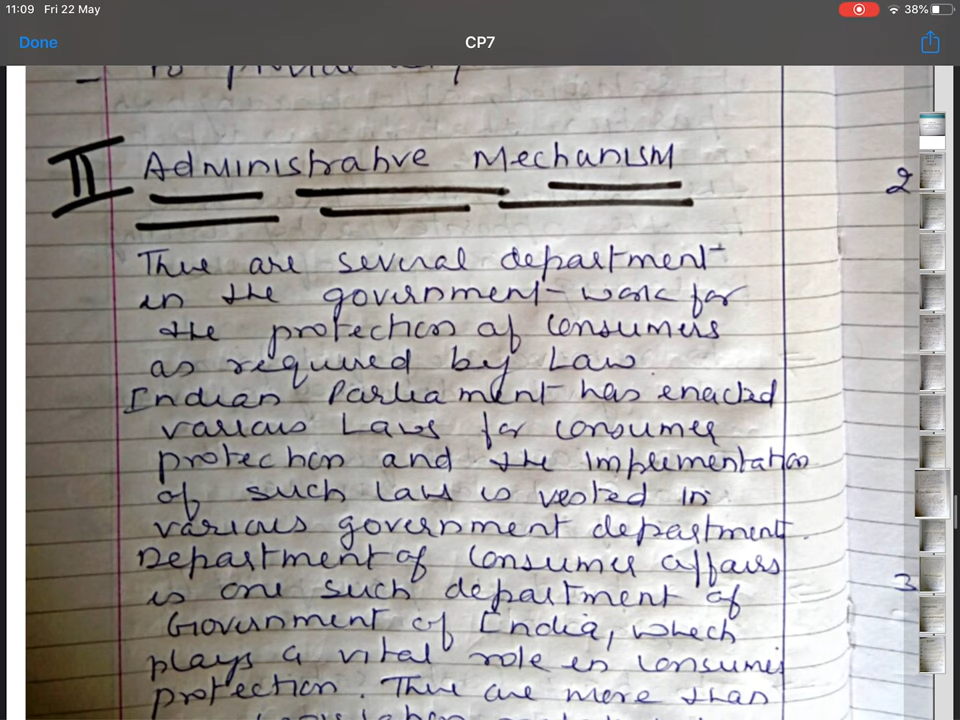 11:09 Fri 22 May 38%
Done CP7
II Administrative Mechanism
2
There are several department
in the government work for
the protection of consumers
as required by Law.
Indian Parliament has enacted
various Laws for consumer
protection and the implementation
of such law is vested in
various government department.
Department of Consumer affairs
is one such department of
3
Government of India, which
plays a vital role in consumer
protection. There are more than